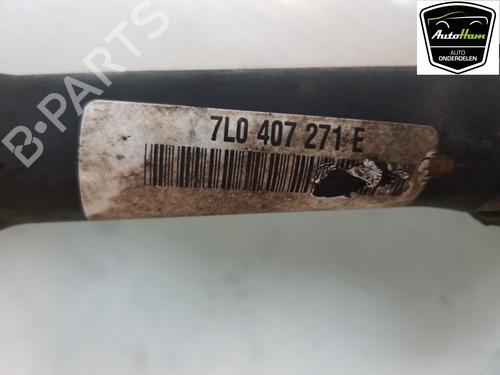 AutoHam
AUTO
ONDERDELEN
7L0 407 271 E
B-PARTS